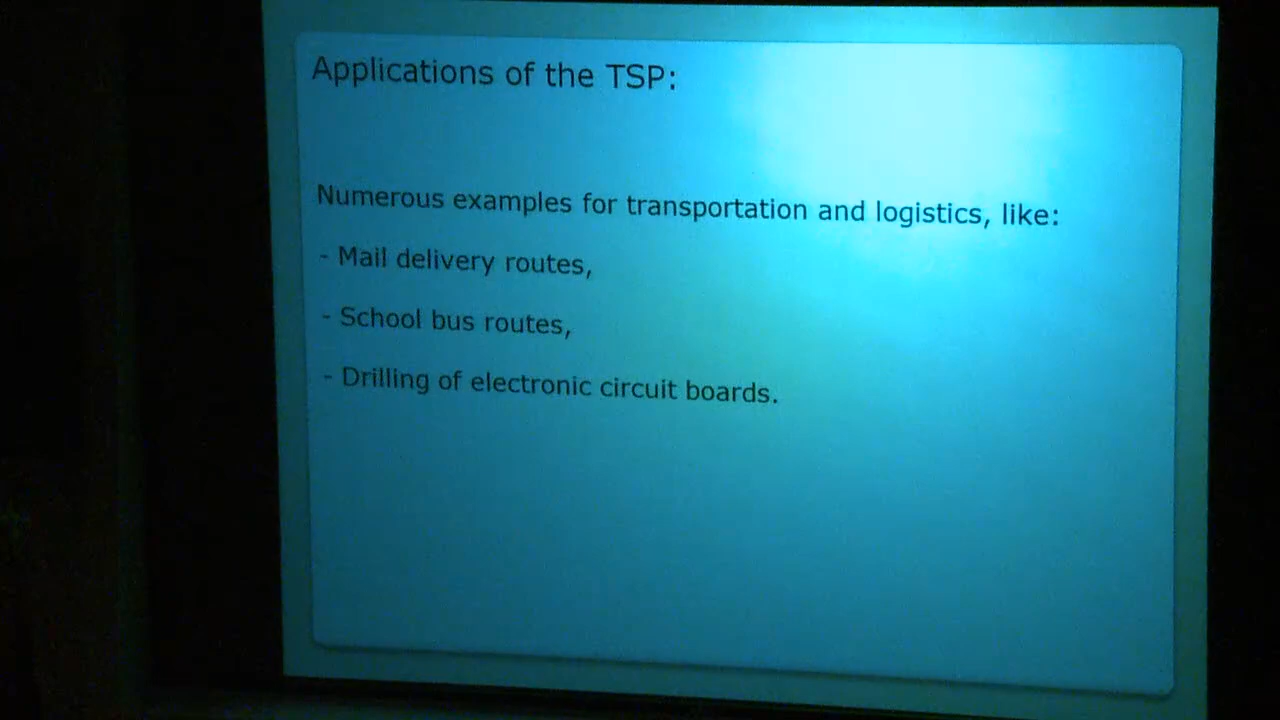 Applications of the TSP:
Numerous examples for transportation and logistics, like:
- Mail delivery routes,
- School bus routes,
- Drilling of electronic circuit boards.